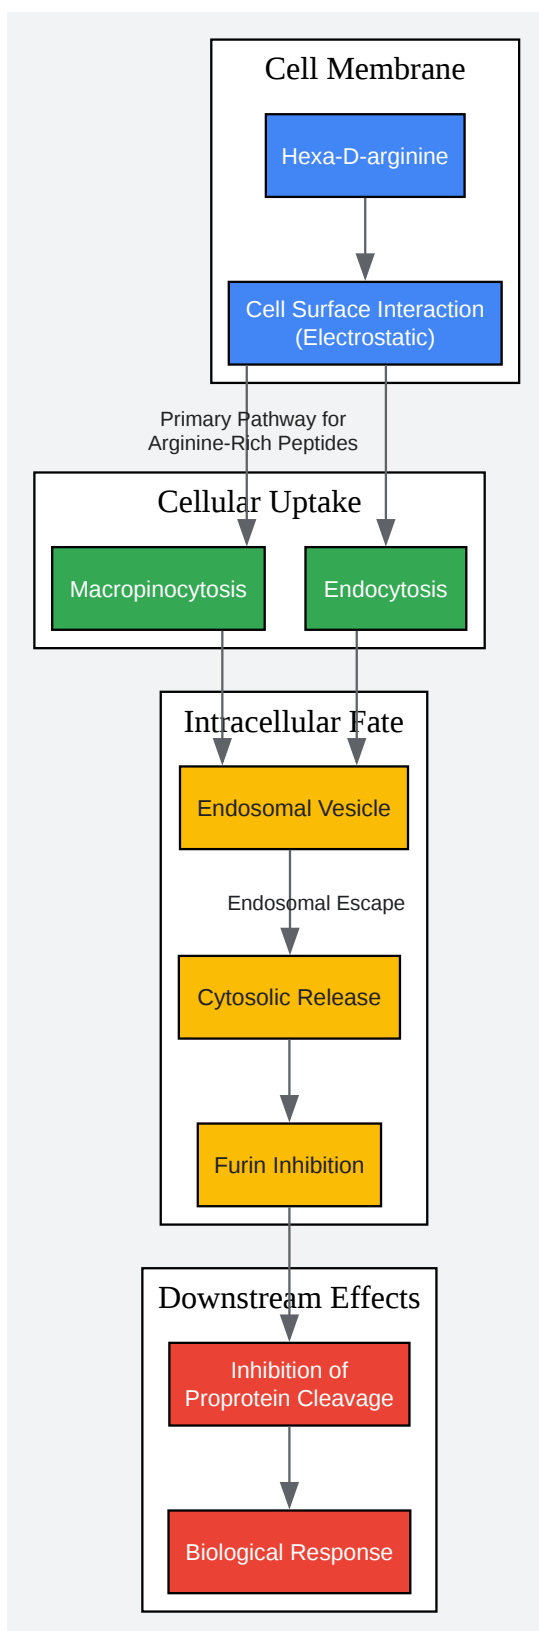 Cell Membrane
Hexa-D-arginine
Cell Surface Interaction
(Electrostatic)
Primary Pathway for
Arginine-Rich Peptides
Cellular Uptake
Macropinocytosis
Endocytosis
Intracellular Fate
Endosomal Vesicle
Endosomal Escape
Cytosolic Release
Furin Inhibition
Downstream Effects
Inhibition of
Proprotein Cleavage
Biological Response